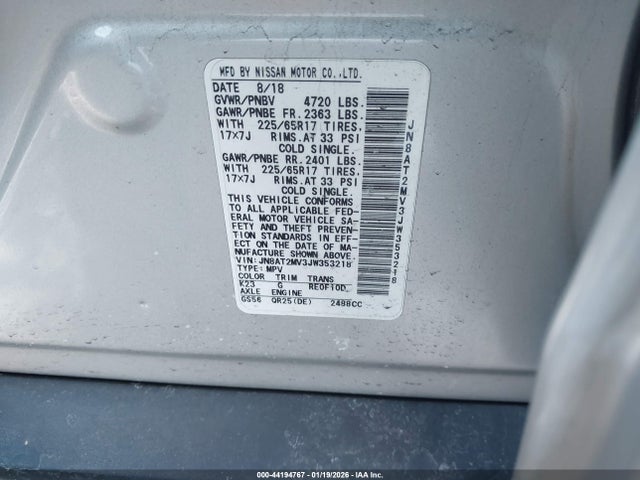 MFD BY NISSAN MOTOR CO.,LTD.
DATE 8/18
GVWR/PNBV 4720 LBS.
GAWR/PNBE FR. 2363 LBS.
WITH 225/65R17 TIRES.
17×7J RIMS.AT 33 PSI
COLD SINGLE.
GAWR/PNBE RR. 2401 LBS.
WITH 225/65R17 TIRES.
17×7J RIMS.AT 33 PSI
COLD SINGLE.
THIS VEHICLE CONFORMS
TO ALL APPLICABLE FED-
ERAL MOTOR VEHICLE SA-
FETY AND THEFT PREVEN-
TION STANDARDS IN EFF-
ECT ON THE DATE OF MA-
NUFACTURE SHOWN ABOVE.
VIN: JN8AT2MV3JW353218
TYPE: MPV
COLOR TRIM TRANS
K23 G RE0F10D
AXLE ENGINE
GS56 QR25(DE) 2488CC
JN8AT2MV3JW353218
000-44194767 - 01/19/2026 - IAA Inc.